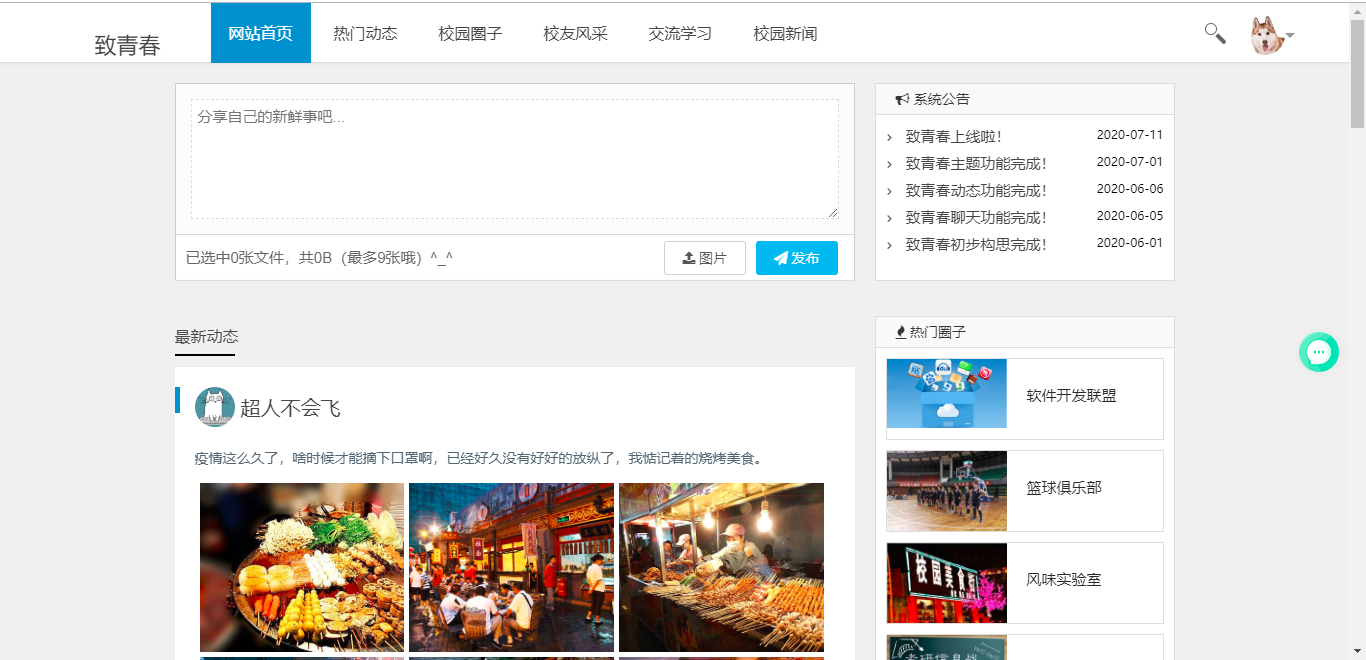 致青春
网站首页 热门动态 校园圈子 校友风采 交流学习 校园新闻
分享自己的新鲜事吧...
已选中0张文件，共0B（最多9张哦）^_^
图片
发布
系统公告
致青春上线啦！ 2020-07-11
致青春主题功能完成！ 2020-07-01
致青春动态功能完成！ 2020-06-06
致青春聊天功能完成！ 2020-06-05
致青春初步构思完成！ 2020-06-01
最新动态
超人不会飞
疫情这么久了，啥时候才能摘下口罩啊，已经好久没有好好的放纵了，我惦记着的烧烤美食。
热门圈子
软件开发联盟
篮球俱乐部
校园美食
风味实验室